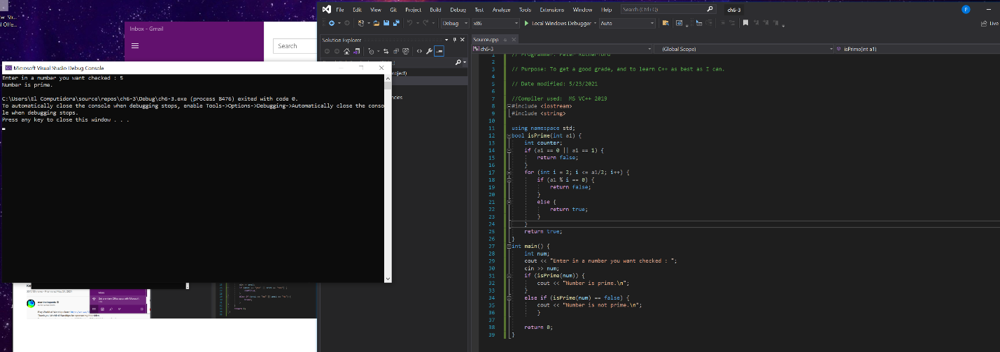 File Edit View Git Project Build Debug Test Analyze Tools Extensions Window Help Search (Ctrl+Q) ch6-3 P
Debug x86 Local Windows Debugger Auto Live
Inbox - Gmail
Search
Solution Explorer
Source.cpp
ch6-3 (Global Scope) isPrime(int a1)
Microsoft Visual Studio Debug Console
Enter in a number you want checked : 5
Number is prime.
C:\Users\El Computidora\source\repos\ch6-3\Debug\ch6-3.exe (process 8476) exited with code 0.
To automatically close the console when debugging stops, enable Tools->Options->Debugging->Automatically close the conso
le when debugging stops.
Press any key to close this window . . .
1 // Programmer: Peter Rutherford
2
3 // Purpose: To get a good grade, and to learn C++ as best as I can.
4
5 // Date modified: 5/23/2021
6
7 //Compiler used:  MS VC++ 2019
8 #include <iostream>
9 #include <string>
10
11 using namespace std;
12 bool isPrime(int a1) {
13 int counter;
14 if (a1 == 0 || a1 == 1) {
15 return false;
16 }
17 for (int i = 2; i <= a1/2; i++) {
18 if (a1 % i == 0) {
19 return false;
20 }
21 else {
22 return true;
23 }
24 }
25 return true;
26 }
27 int main() {
28 int num;
29 cout << "Enter in a number you want checked : ";
30 cin >> num;
31 if (isPrime(num)) {
32 cout << "Number is prime.\n";
33 }
34 else if (isPrime(num) == false) {
35 cout << "Number is not prime.\n";
36 }
37
38 return 0;
39 }